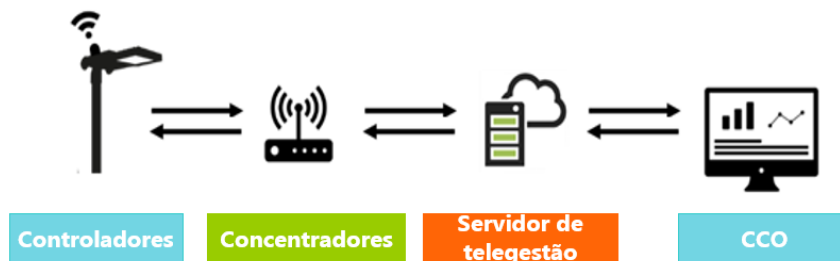 Controladores
Concentradores
Servidor de
telegestão
CCO